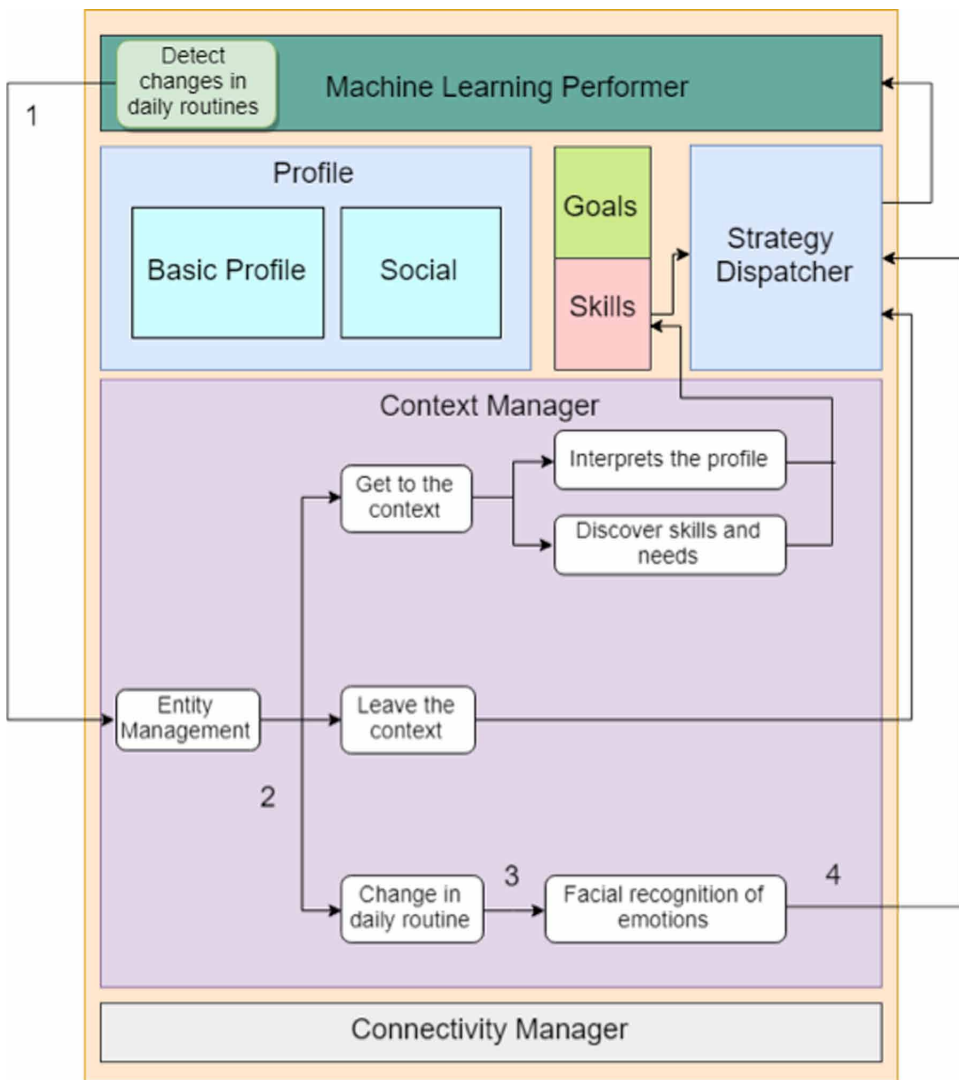 Detect
changes in
daily routines
Machine Learning Performer
1
Profile
Basic Profile
Social
Goals
Skills
Strategy
Dispatcher
Context Manager
Get to the
context
Interprets the profile
Discover skills and
needs
Entity
Management
Leave the
context
2
Change in
daily routine
3
Facial recognition of
emotions
4
Connectivity Manager